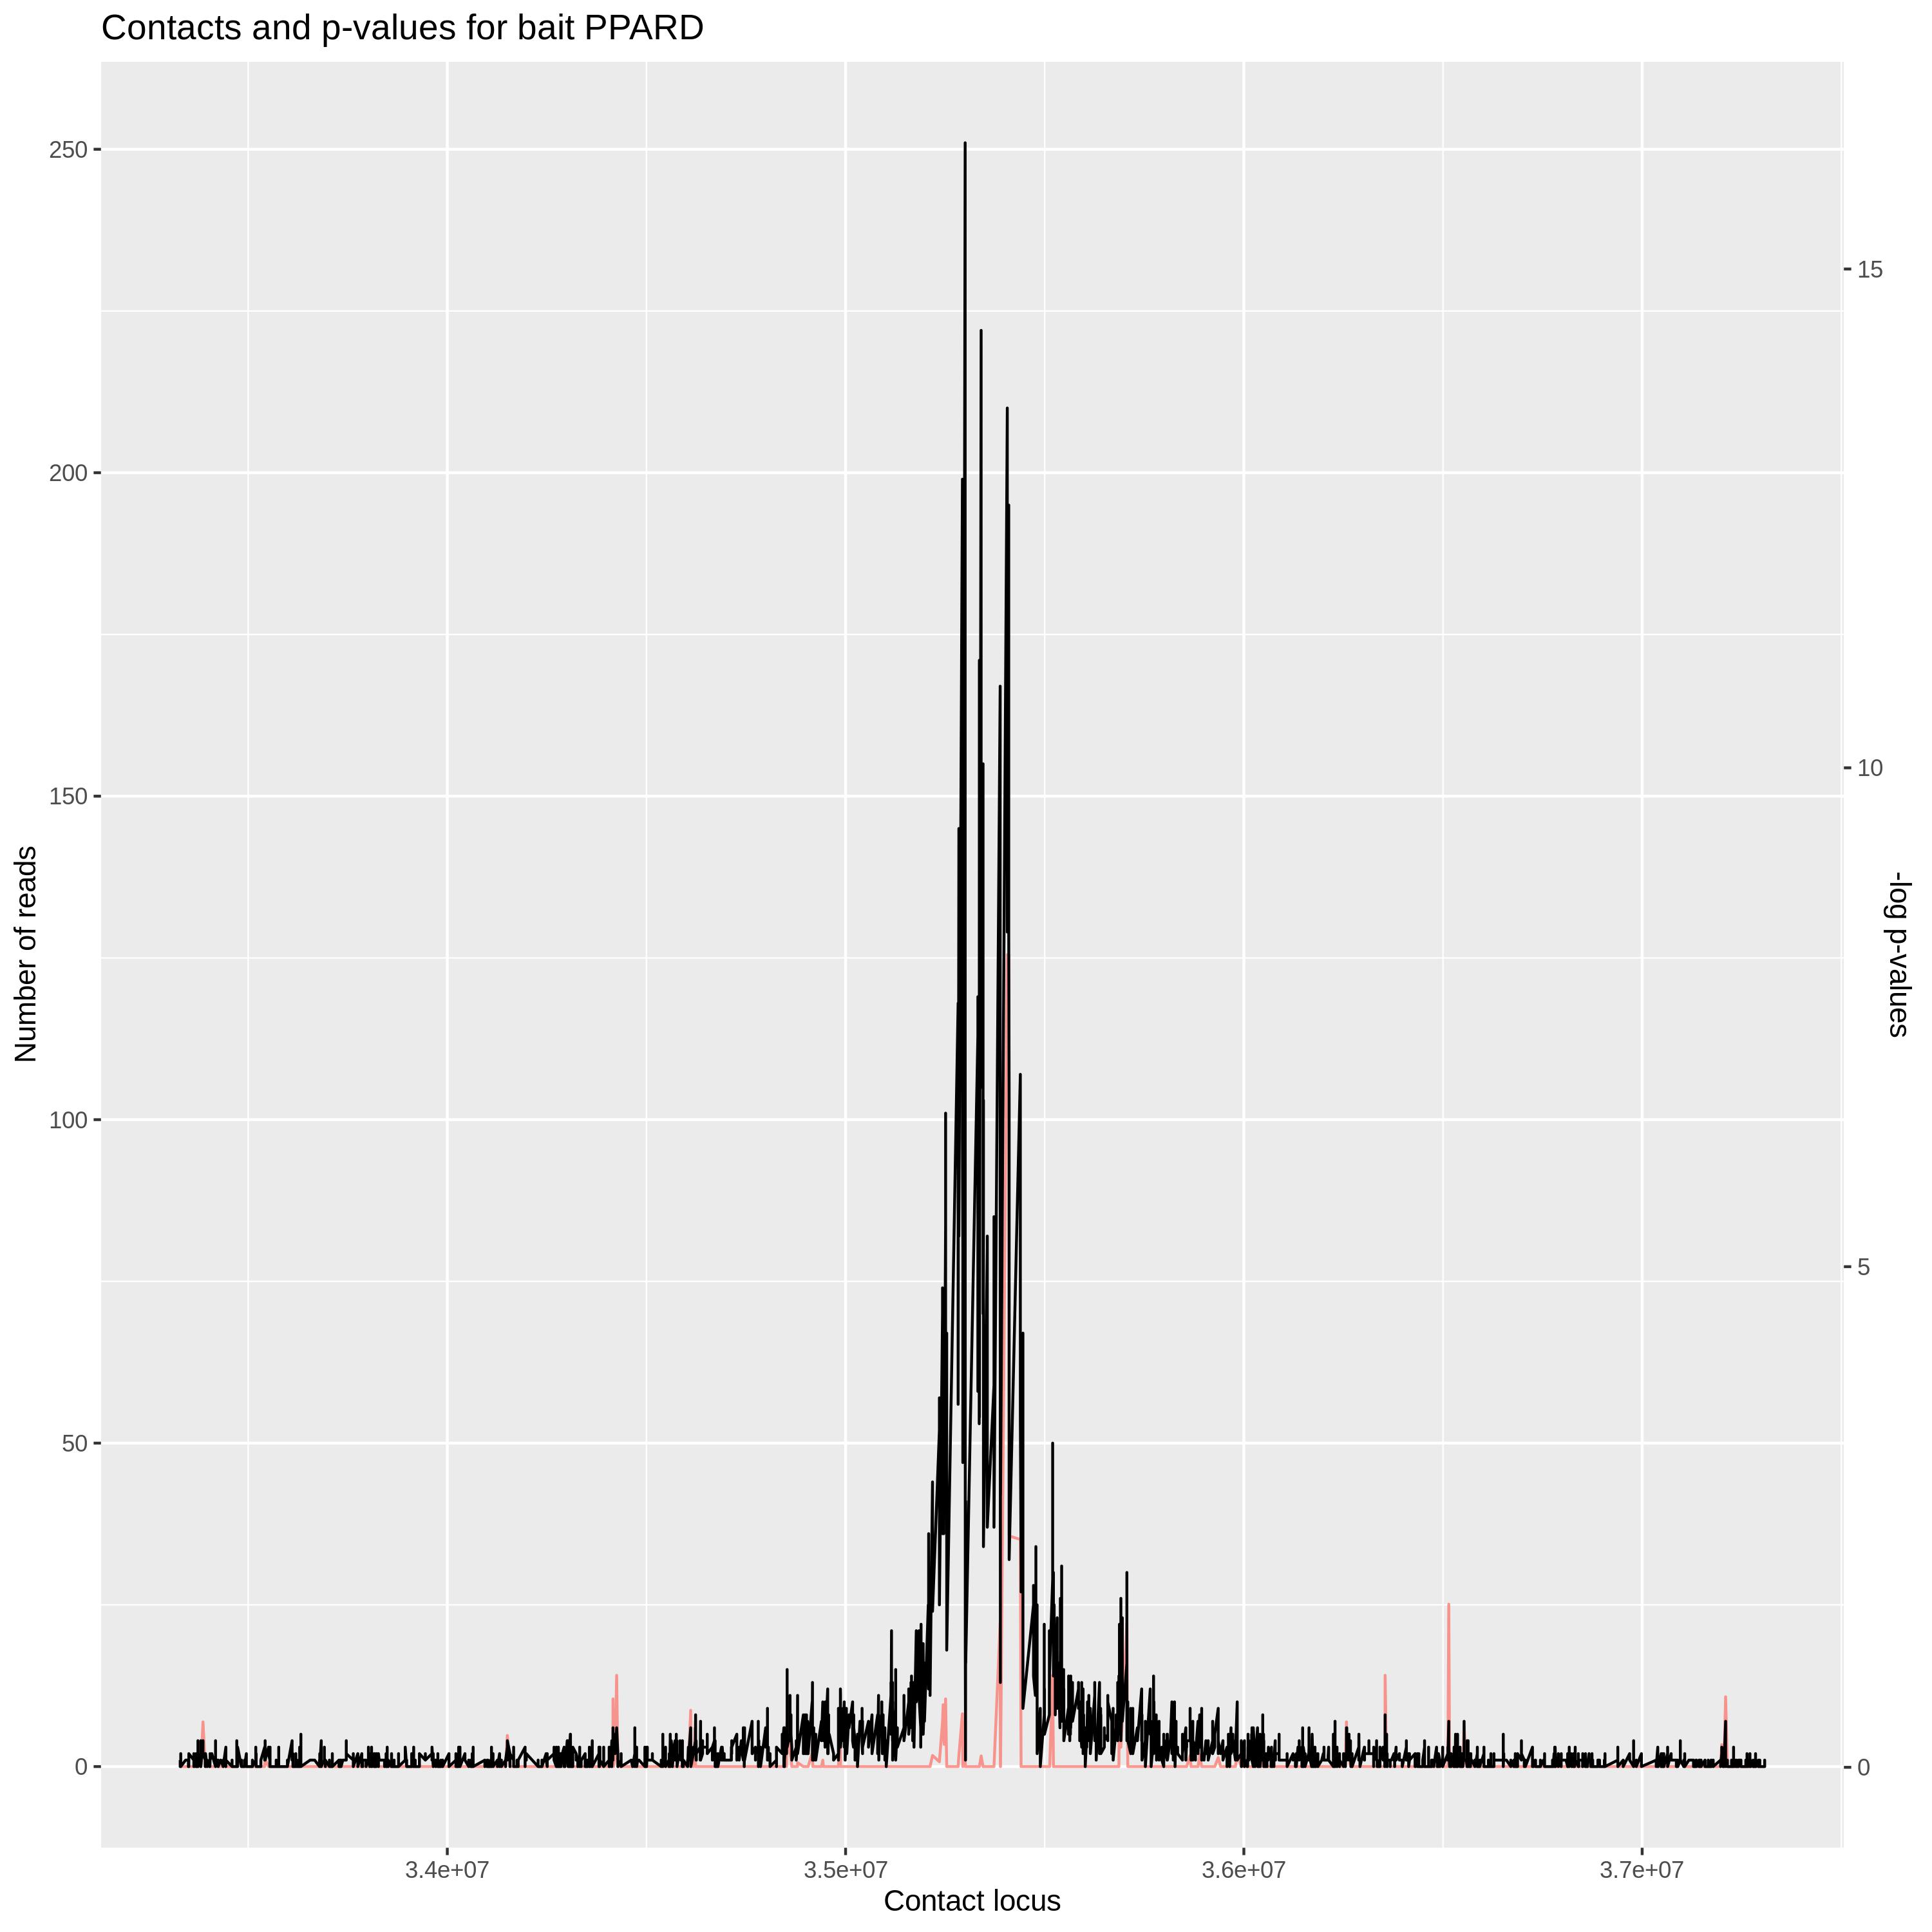 Contacts and p-values for bait PPARD
250
200
150
100
50
0
Number of reads
15
10
5
0
-log p-values
3.4e+07
3.5e+07
3.6e+07
3.7e+07
Contact locus